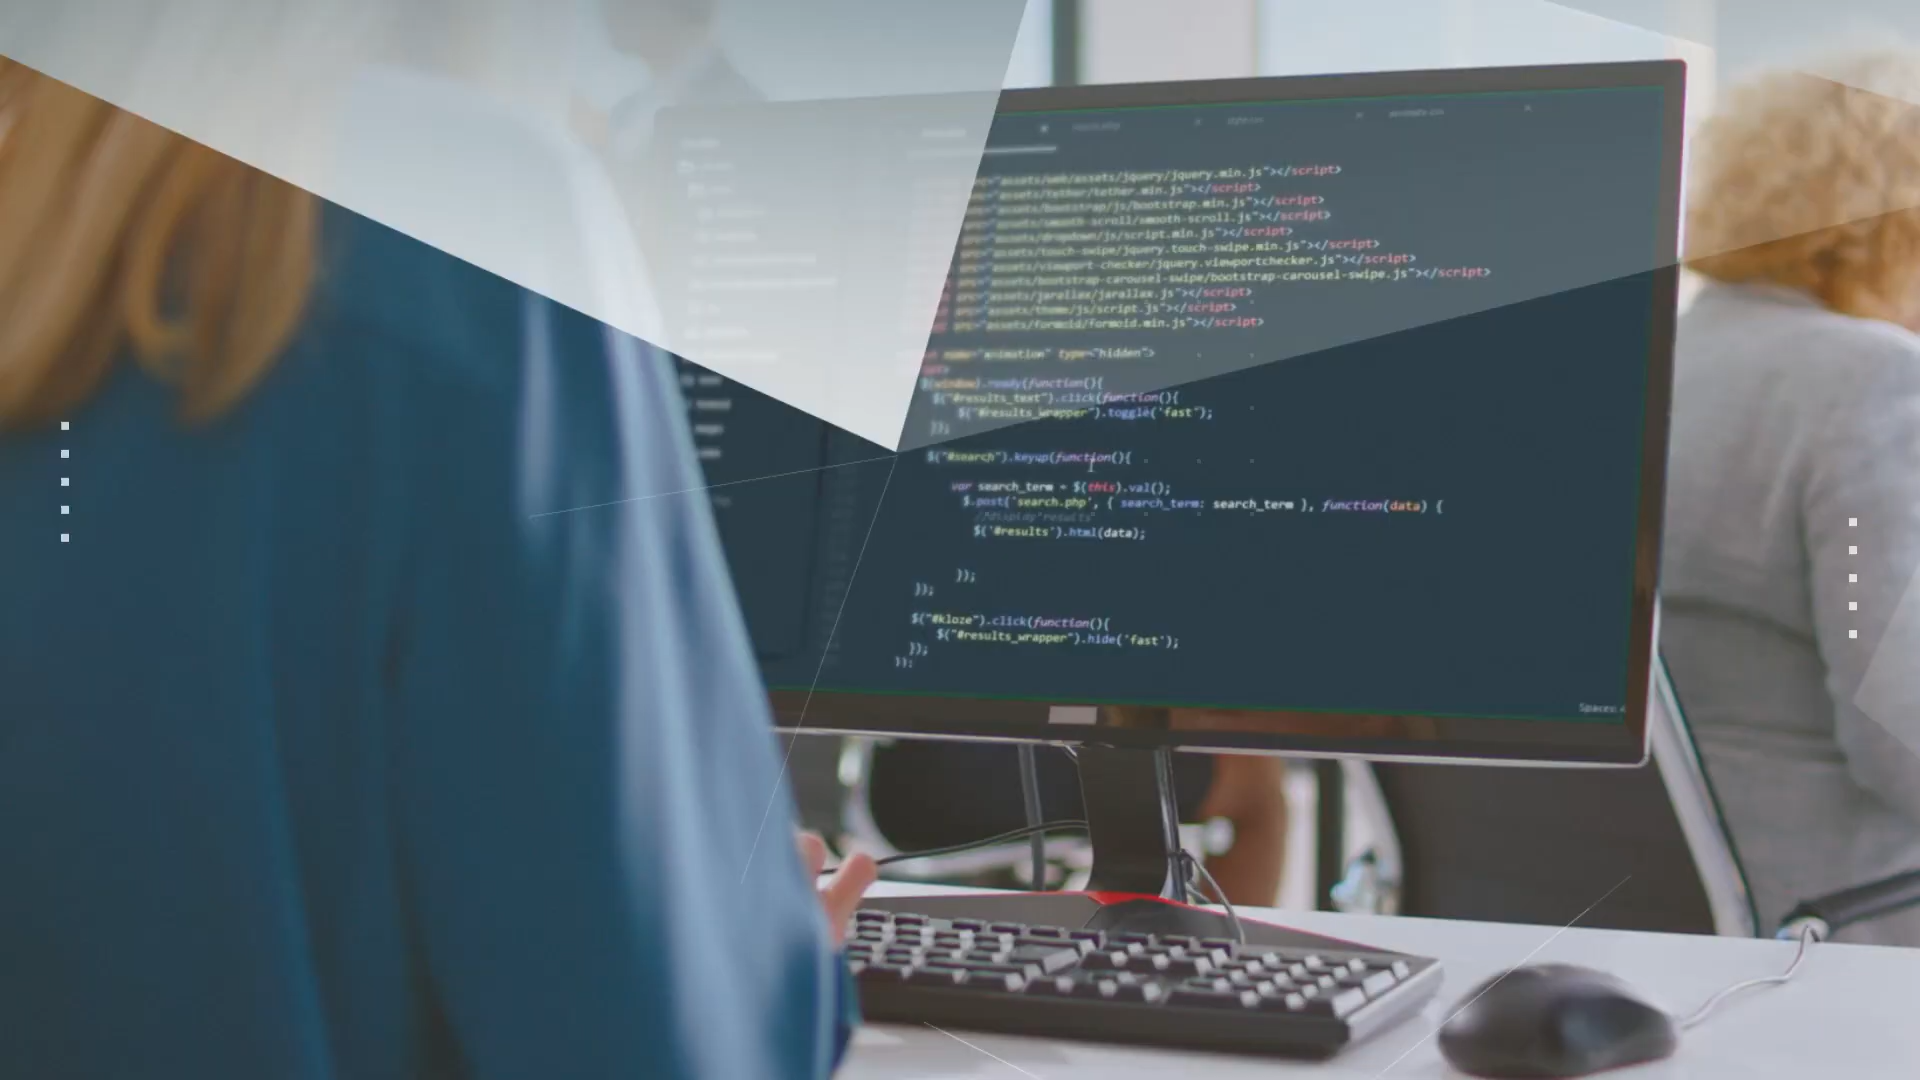 src="assets/web/assets/jquery/jquery.min.js"></script>
src="assets/tether/tether.min.js"></script>
src="assets/bootstrap/js/bootstrap.min.js"></script>
src="assets/smooth-scroll/smooth-scroll.js"></script>
src="assets/dropdown/js/script.min.js"></script>
src="assets/touch-swipe/jquery.touch-swipe.min.js"></script>
src="assets/viewport-checker/jquery.viewportchecker.js"></script>
src="assets/bootstrap-carousel-swipe/bootstrap-carousel-swipe.js"></script>
src="assets/jarallax/jarallax.js"></script>
src="assets/theme/js/script.js"></script>
src="assets/formoid/formoid.min.js"></script>
name="animation" type="hidden">
$(window).ready(function(){
$("#results_text").click(function(){
$("#results_wrapper").toggle('fast');
});
$("#search").keyup(function(){
var search_term = $(this).val();
$.post('search.php', { search_term: search_term }, function(data) {
//display results
$('#results').html(data);
});
});
$("#kloze").click(function(){
$("#results_wrapper").hide('fast');
});
});
Spaces: 4